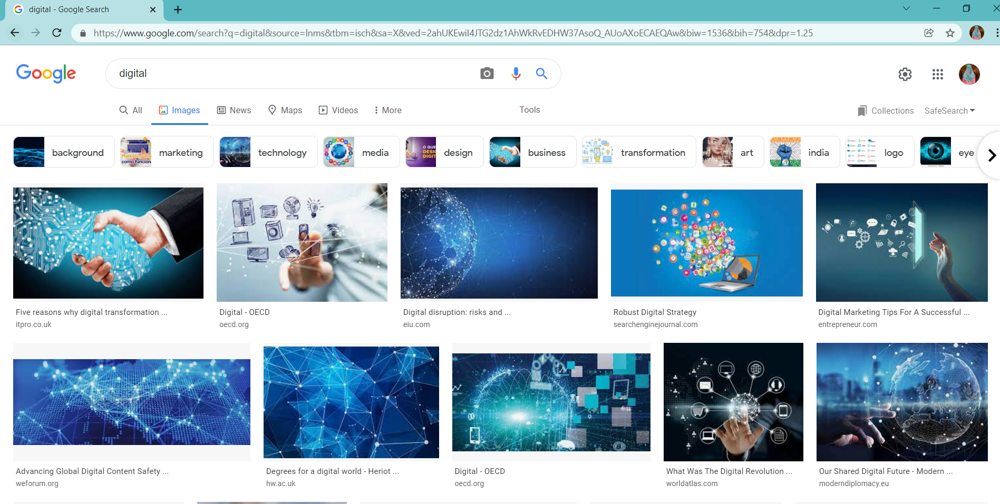 digital - Google Search
https://www.google.com/search?q=digital&source=lnms&tbm=isch&sa=X&ved=2ahUKEwiI4JTG2dz1AhWkRvEDHW37AsoQ_AUoAXoECAEQAw&biw=1536&bih=754&dpr=1.25
Google
digital
All Images News Maps Videos More Tools Collections SafeSearch
background marketing technology media design business transformation art india logo eye
Five reasons why digital transformation ... Digital - OECD Digital disruption: risks and ... Robust Digital Strategy Digital Marketing Tips For A Successful ...
itpro.co.uk oecd.org eiu.com searchenginejournal.com entrepreneur.com
Advancing Global Digital Content Safety ... Degrees for a digital world - Heriot ... Digital - OECD What Was The Digital Revolution ... Our Shared Digital Future - Modern ...
weforum.org hw.ac.uk oecd.org worldatlas.com moderndiplomacy.eu